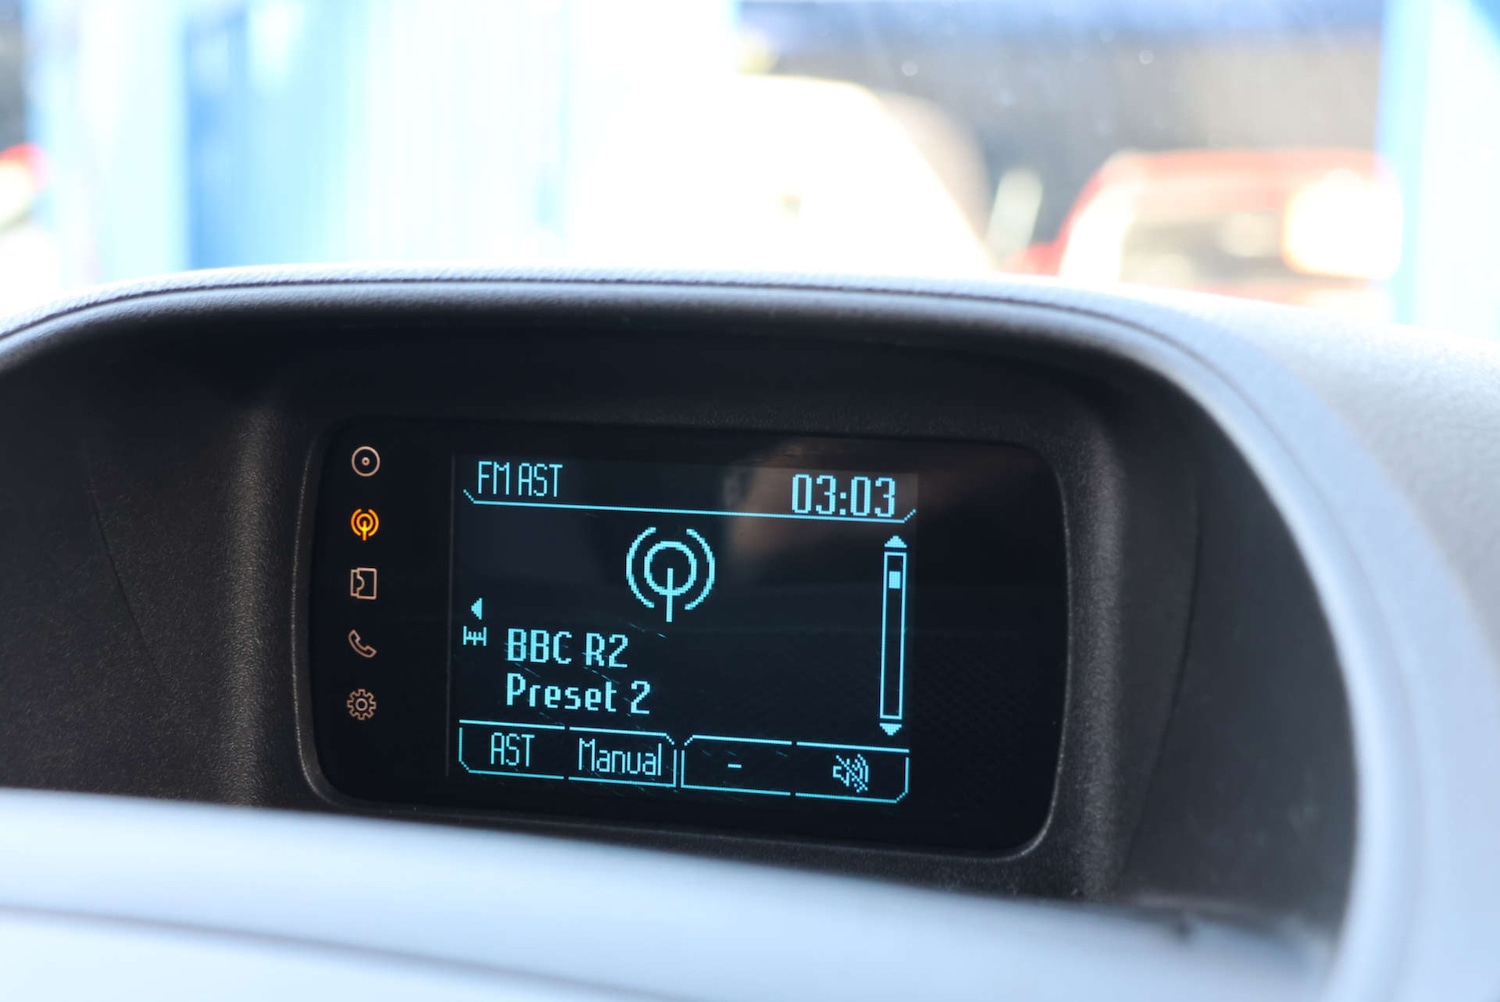 FM AST 03:03
BBC R2
Preset 2
AST Manual -